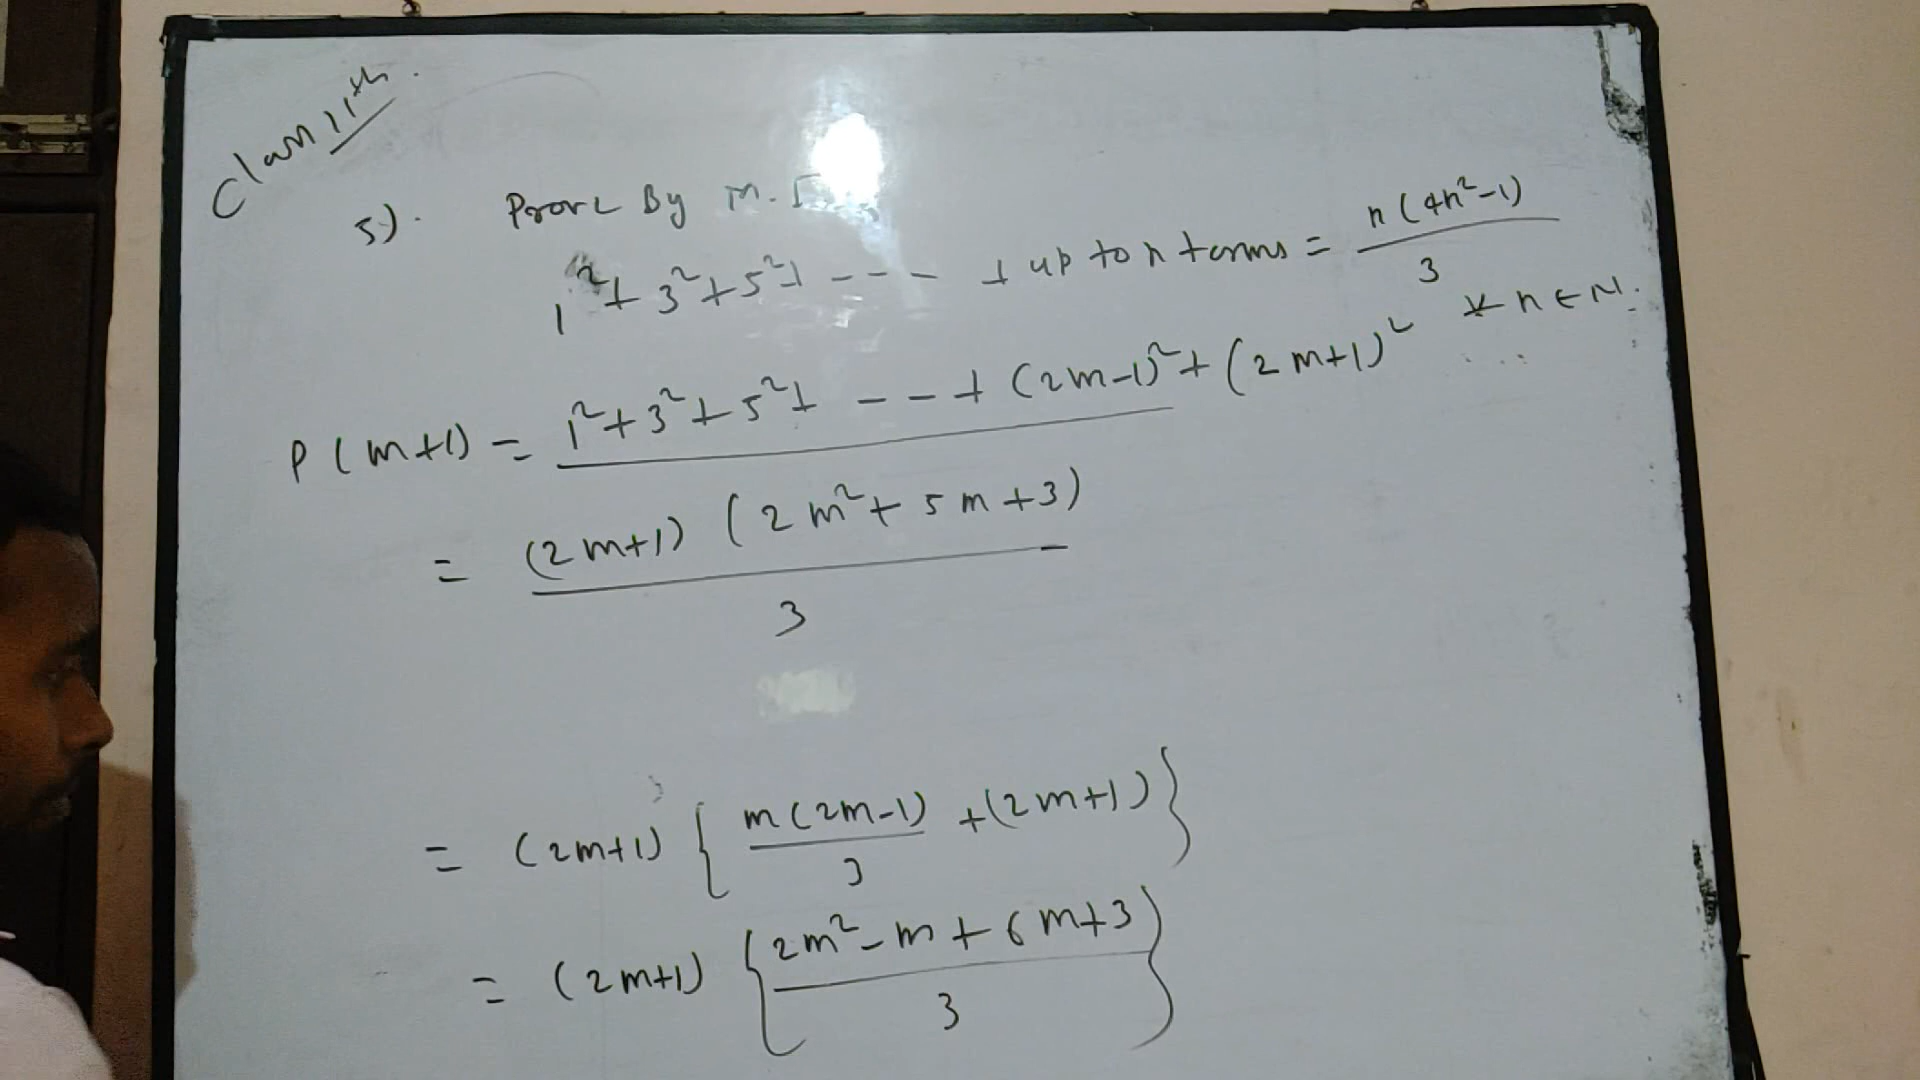 Class 11th.
5). Prove By M.I
1²+ 3²+ 5²+ --- + up to n terms = n(4n²-1)/3
∀ n ∈ N.
P(m+1) = 1²+3²+5²+ ---+ (2m-1)²+(2m+1)²
= (2m+1) (2m²+5m+3)/3
= (2m+1) { m(2m-1)/3 +(2m+1)}
= (2m+1) {2m²-m+6m+3/3}